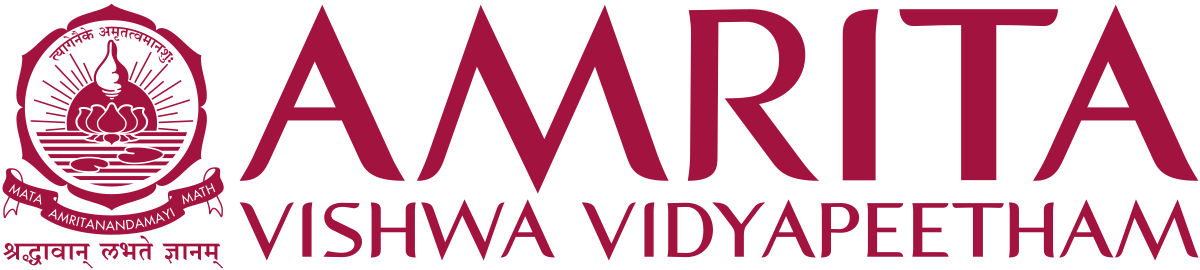 त्यागेनैके अमृतत्वमानशुः
MATA AMRITANANDAMAYI MATH
श्रद्धावान् लभते ज्ञानम्
AMRITA
VISHWA VIDYAPEETHAM